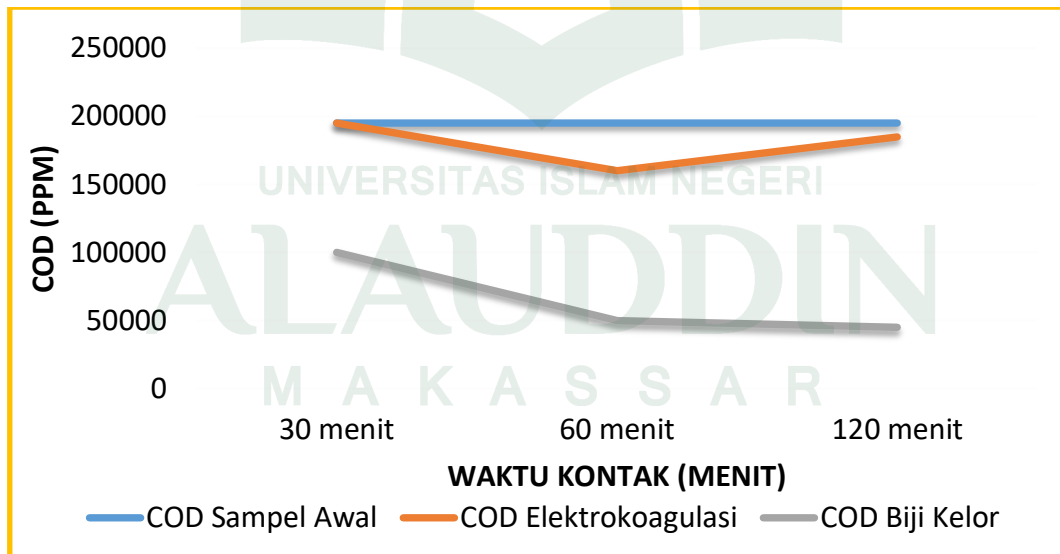 250000
200000
150000
100000
50000
0
COD (PPM)
UNIVERSITAS ISLAM NEGERI
ALAUDDIN
MAKASSAR
30 menit 60 menit 120 menit
WAKTU KONTAK (MENIT)
COD Sampel Awal COD Elektrokoagulasi COD Biji Kelor